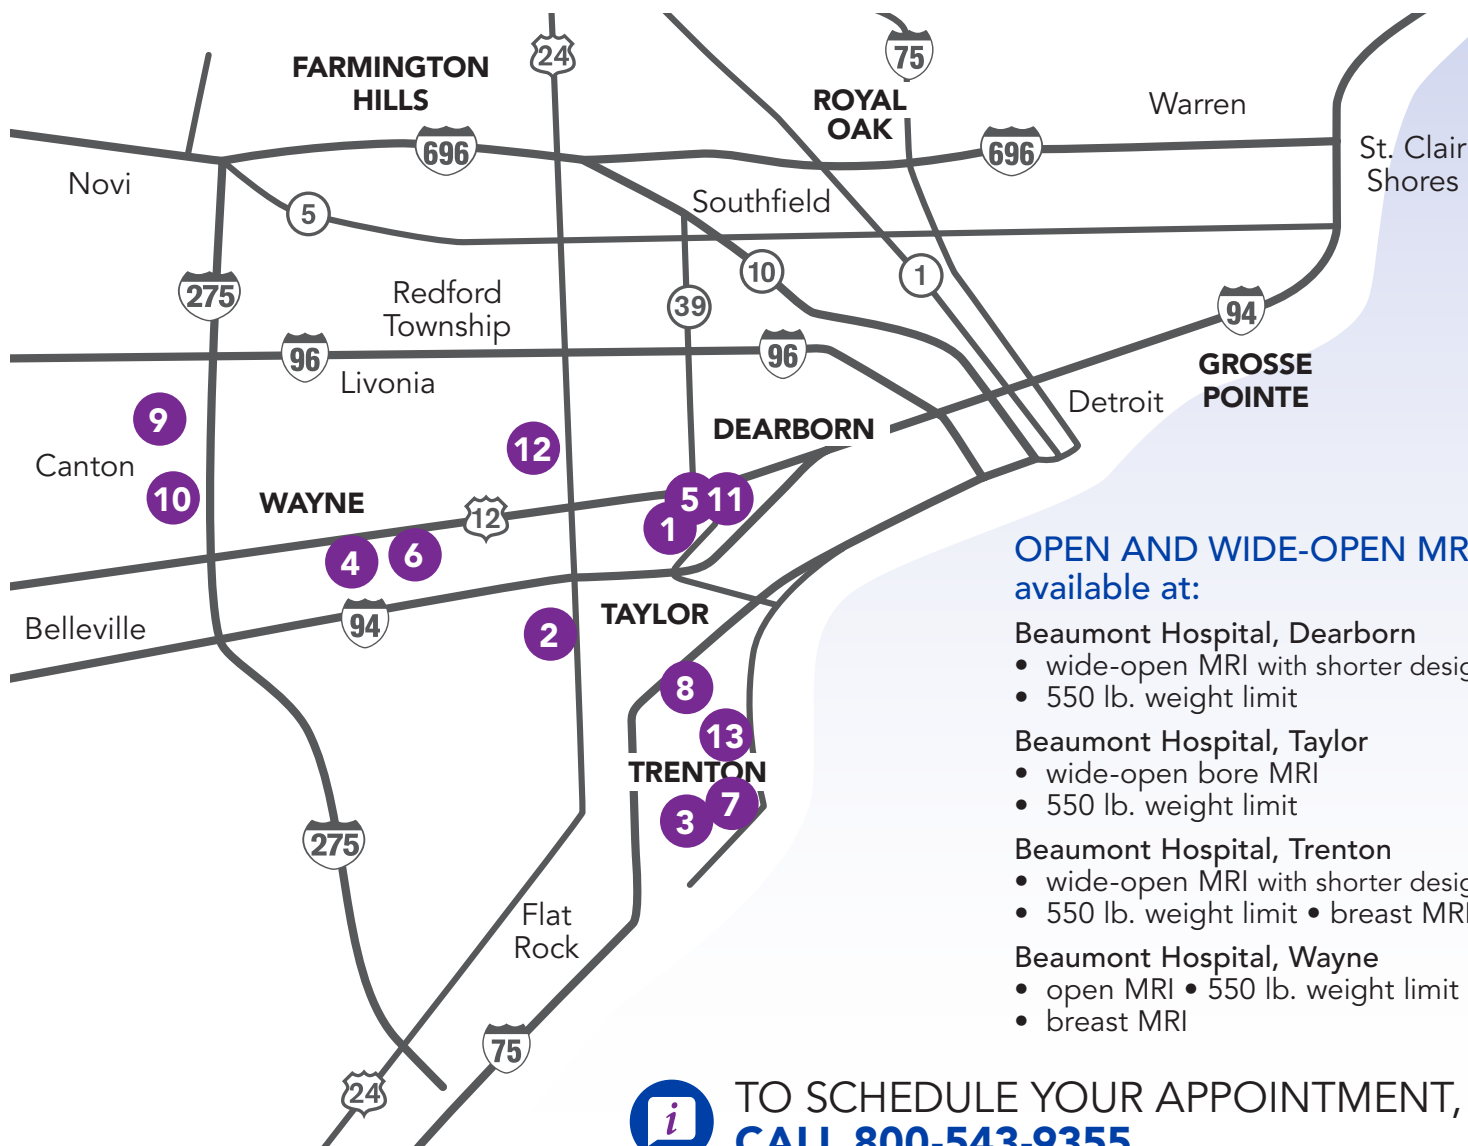 24
75
FARMINGTON
HILLS
ROYAL
OAK
Warren
696
696
St. Clair
Shores
Novi
5
Southfield
10
1
275
Redford
Township
39
94
96
96
Livonia
GROSSE
POINTE
Detroit
9
DEARBORN
12
Canton
10
WAYNE
12
5
11
1
4
6
94
Belleville
2
TAYLOR
8
13
TRENTON
7
3
275
Flat
Rock
75
24
OPEN AND WIDE-OPEN MR
available at:
Beaumont Hospital, Dearborn
• wide-open MRI with shorter desig
• 550 lb. weight limit
Beaumont Hospital, Taylor
• wide-open bore MRI
• 550 lb. weight limit
Beaumont Hospital, Trenton
• wide-open MRI with shorter desig
• 550 lb. weight limit • breast MRI
Beaumont Hospital, Wayne
• open MRI • 550 lb. weight limit
• breast MRI
i
TO SCHEDULE YOUR APPOINTMENT,
CALL 800-543-9355